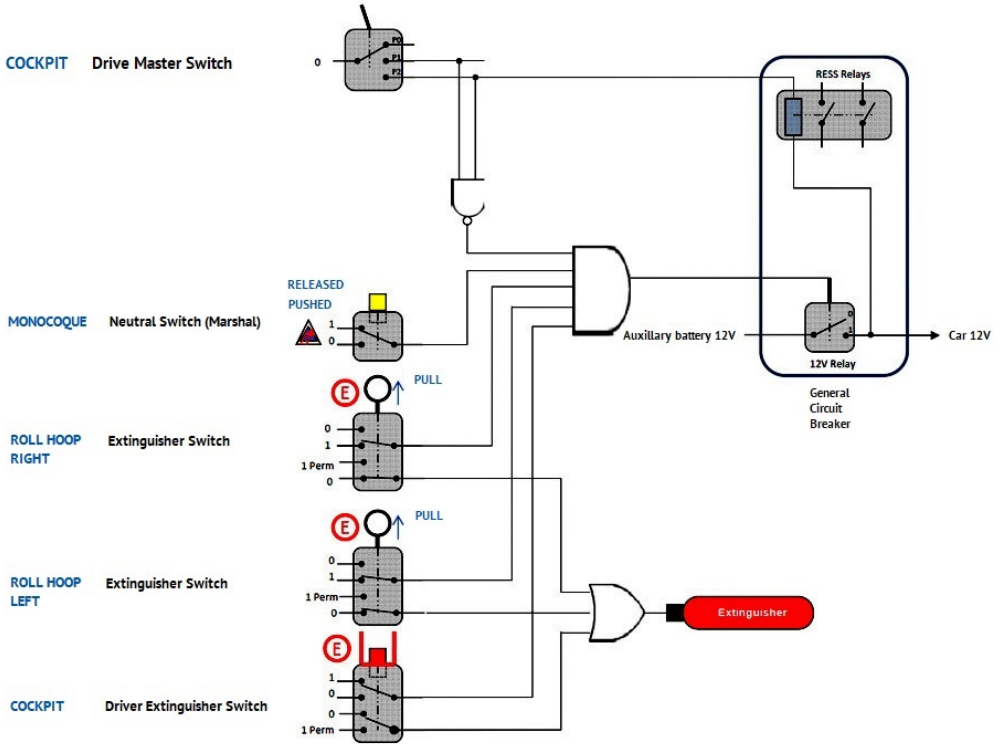 COCKPIT Drive Master Switch
0
P0
P1
P2
RESS Relays
RELEASED
PUSHED
MONOCOQUE Neutral Switch (Marshal)
1
0
Auxillary battery 12V
0
1
Car 12V
12V Relay
General
Circuit
Breaker
E
PULL
ROLL HOOP
RIGHT
Extinguisher Switch
0
1
1 Perm
0
E
PULL
ROLL HOOP
LEFT
Extinguisher Switch
0
1
1 Perm
0
Extinguisher
E
COCKPIT Driver Extinguisher Switch
1
0
0
1 Perm